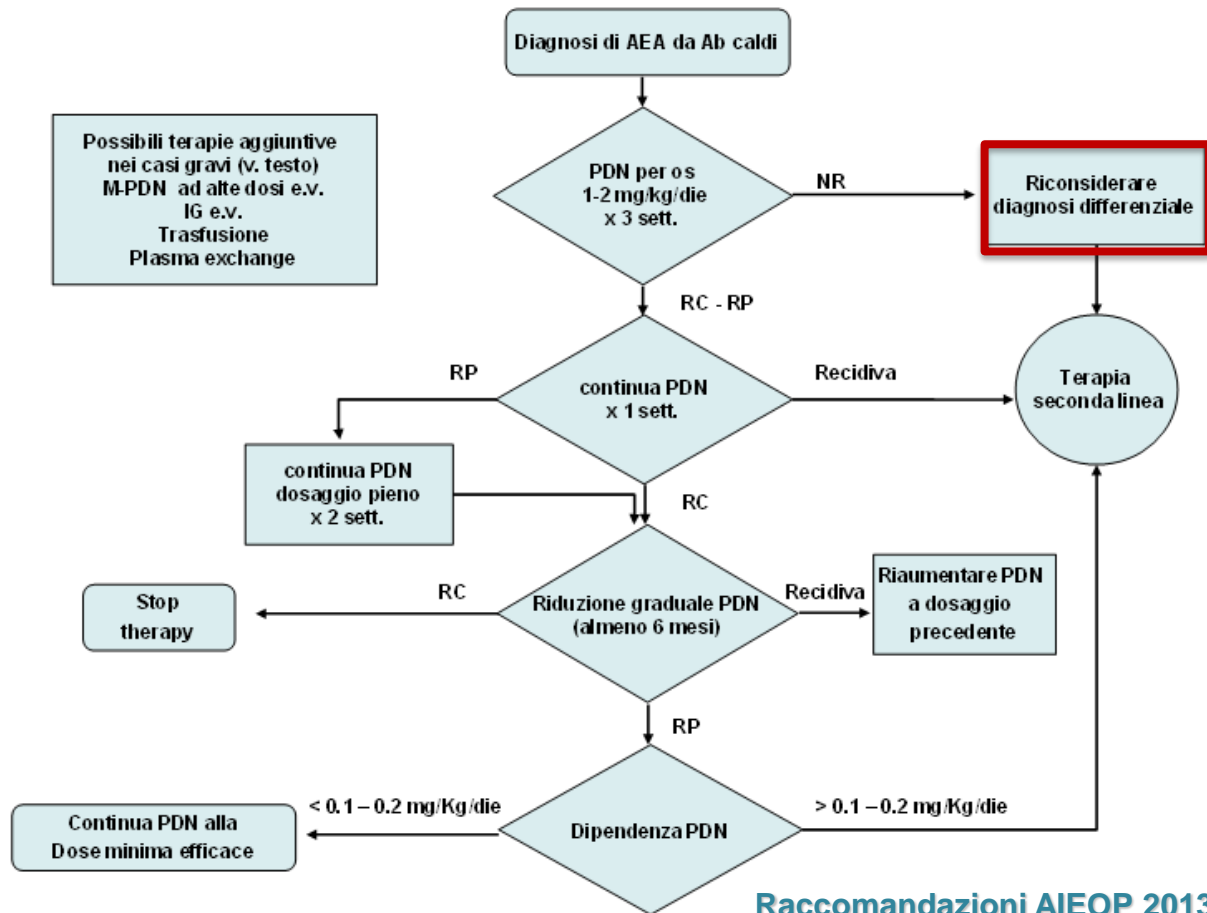 Diagnosi di AEA da Ab caldi
Possibili terapie aggiuntive
nei casi gravi (v. testo)
M-PDN ad alte dosi e.v.
IG e.v.
Trasfusione
Plasma exchange
PDN per os
1-2 mg/kg/die
x 3 sett.
NR
Riconsiderare
diagnosi differenziale
RC - RP
RP
continua PDN
x 1 sett.
Recidiva
Terapia
seconda linea
continua PDN
dosaggio pieno
x 2 sett.
RC
Stop
therapy
RC
Riduzione graduale PDN
(almeno 6 mesi)
Recidiva
Riaumentare PDN
a dosaggio
precedente
RP
< 0.1 – 0.2 mg/Kg/die
> 0.1 – 0.2 mg/Kg/die
Continua PDN alla
Dose minima efficace
Dipendenza PDN
Raccomandazioni AIEOP 2013